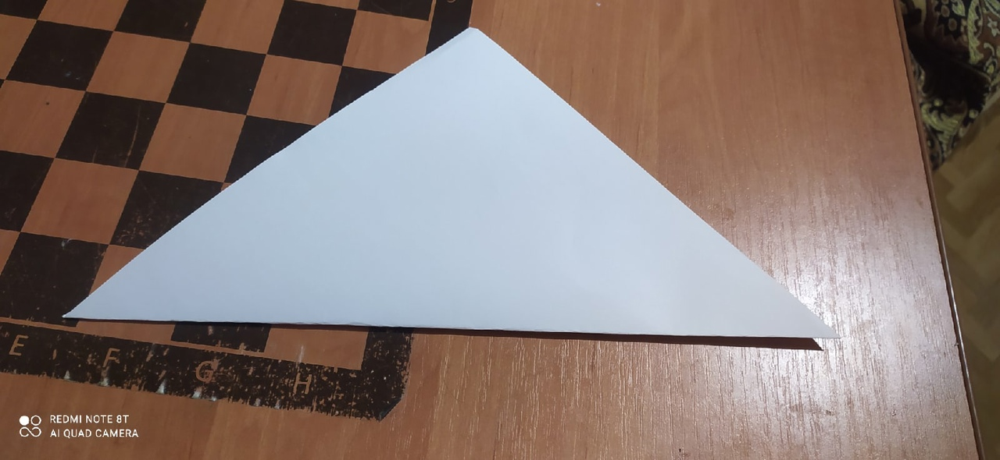 E F G H
REDMI NOTE 8T
AI QUAD CAMERA